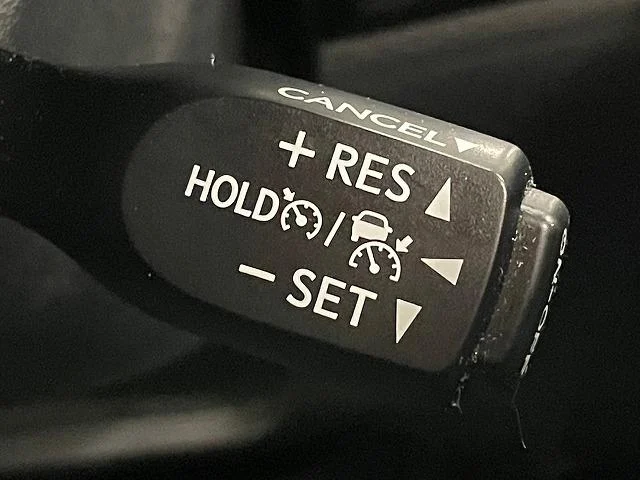 CANCEL▼
+ RES ▲
HOLD / ◀
− SET ▼